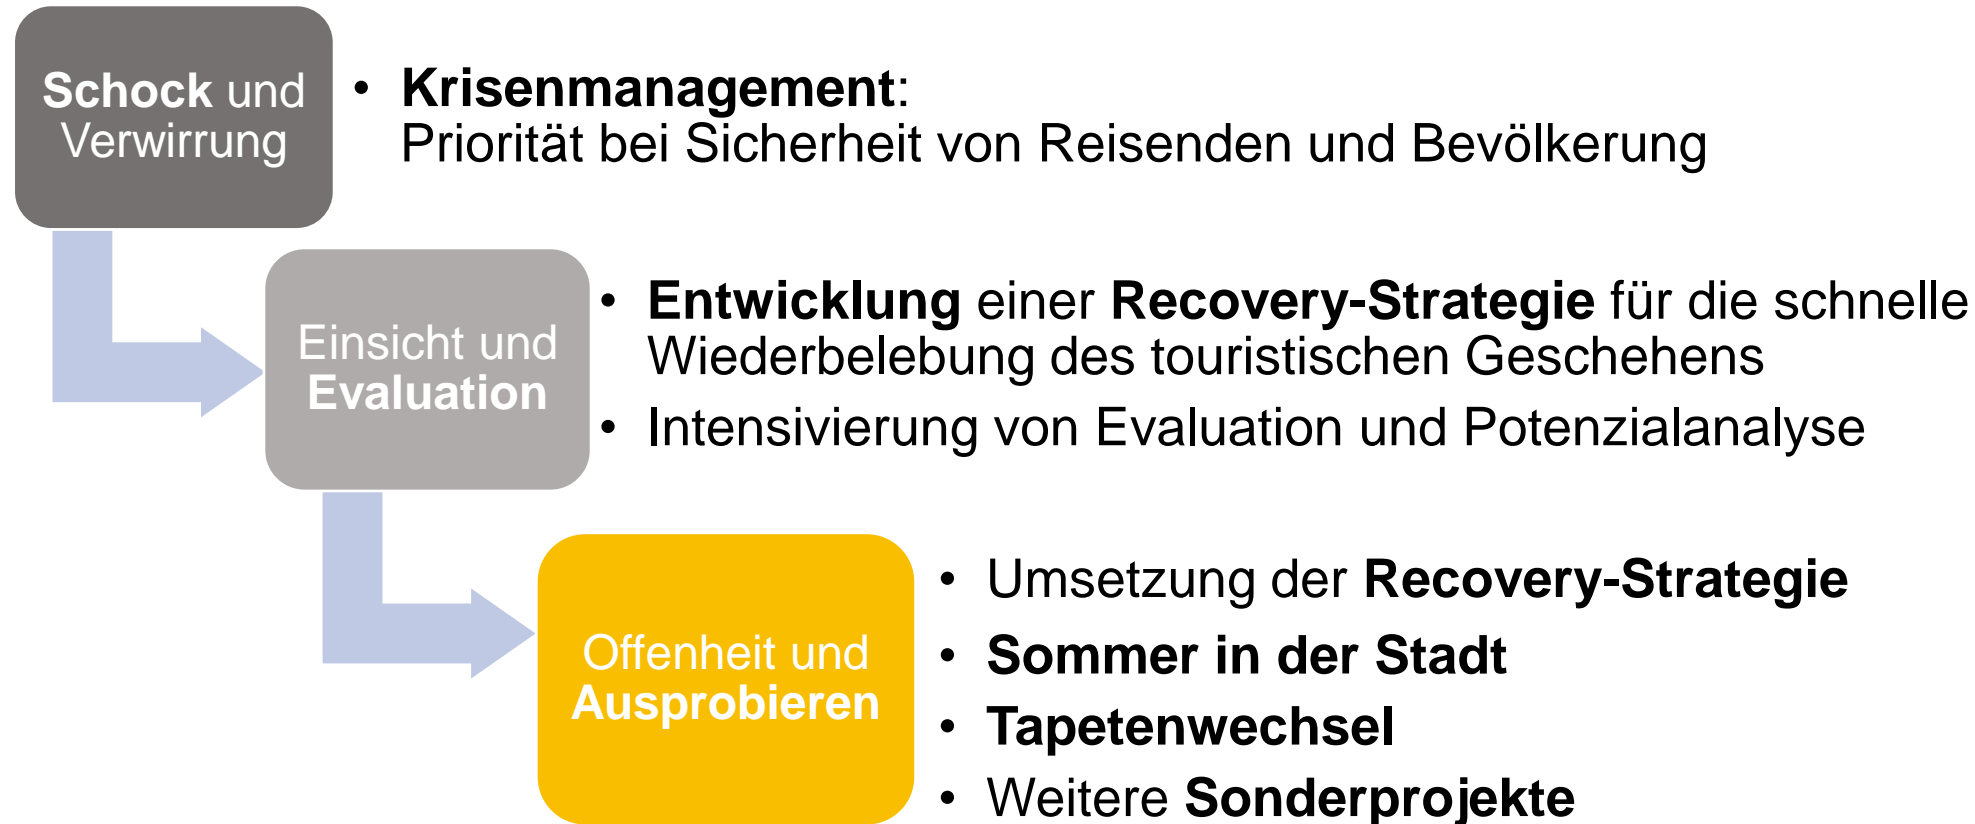 Schock und
Verwirrung
• Krisenmanagement:
Priorität bei Sicherheit von Reisenden und Bevölkerung
Einsicht und
Evaluation
• Entwicklung einer Recovery-Strategie für die schnelle
Wiederbelebung des touristischen Geschehens
• Intensivierung von Evaluation und Potenzialanalyse
Offenheit und
Ausprobieren
• Umsetzung der Recovery-Strategie
• Sommer in der Stadt
• Tapetenwechsel
• Weitere Sonderprojekte